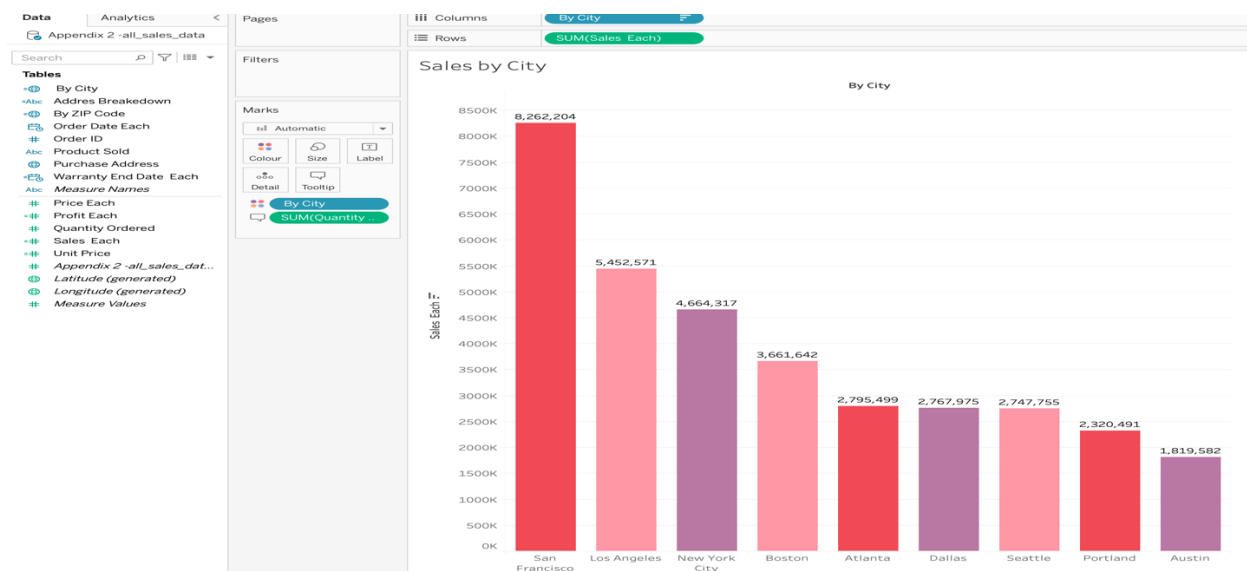 Data
Analytics
<
Appendix 2 -all_sales_data
Search
Tables
By City
Abc Addres Breakedown
By ZIP Code
Order Date Each
# Order ID
Abc Product Sold
Purchase Address
Warranty End Date Each
Abc Measure Names
# Price Each
# Profit Each
# Quantity Ordered
# Sales Each
# Unit Price
# Appendix 2 -all_sales_dat...
Latitude (generated)
Longitude (generated)
# Measure Values
Pages
Filters
Marks
Automatic
Colour Size Label
Detail Tooltip
By City
SUM(Quantity ..
Columns By City
Rows SUM(Sales Each)
Sales by City
By City
Sales Each
8500K
8000K
7500K
7000K
6500K
6000K
5500K
5000K
4500K
4000K
3500K
3000K
2500K
2000K
1500K
1000K
500K
0K
8,262,204
5,452,571
4,664,317
3,661,642
2,795,499
2,767,975
2,747,755
2,320,491
1,819,582
San
Francisco
Los Angeles
New York
City
Boston
Atlanta
Dallas
Seattle
Portland
Austin